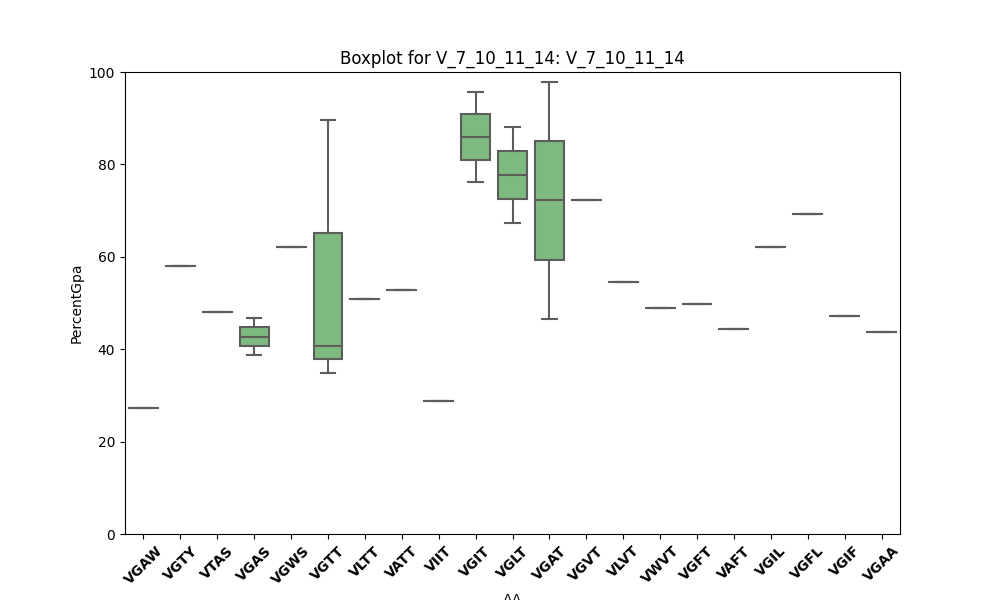 Boxplot for V_7_10_11_14: V_7_10_11_14
100
80
60
40
20
0
PercentGpa
VGAW VGTY VTAS VGAS VGWS VGTT VLTT VATT VIIT VGIT VGLT VGAT VGVT VLVT VWVT VGFT VAFT VGIL VGFL VGIF VGAA
AA